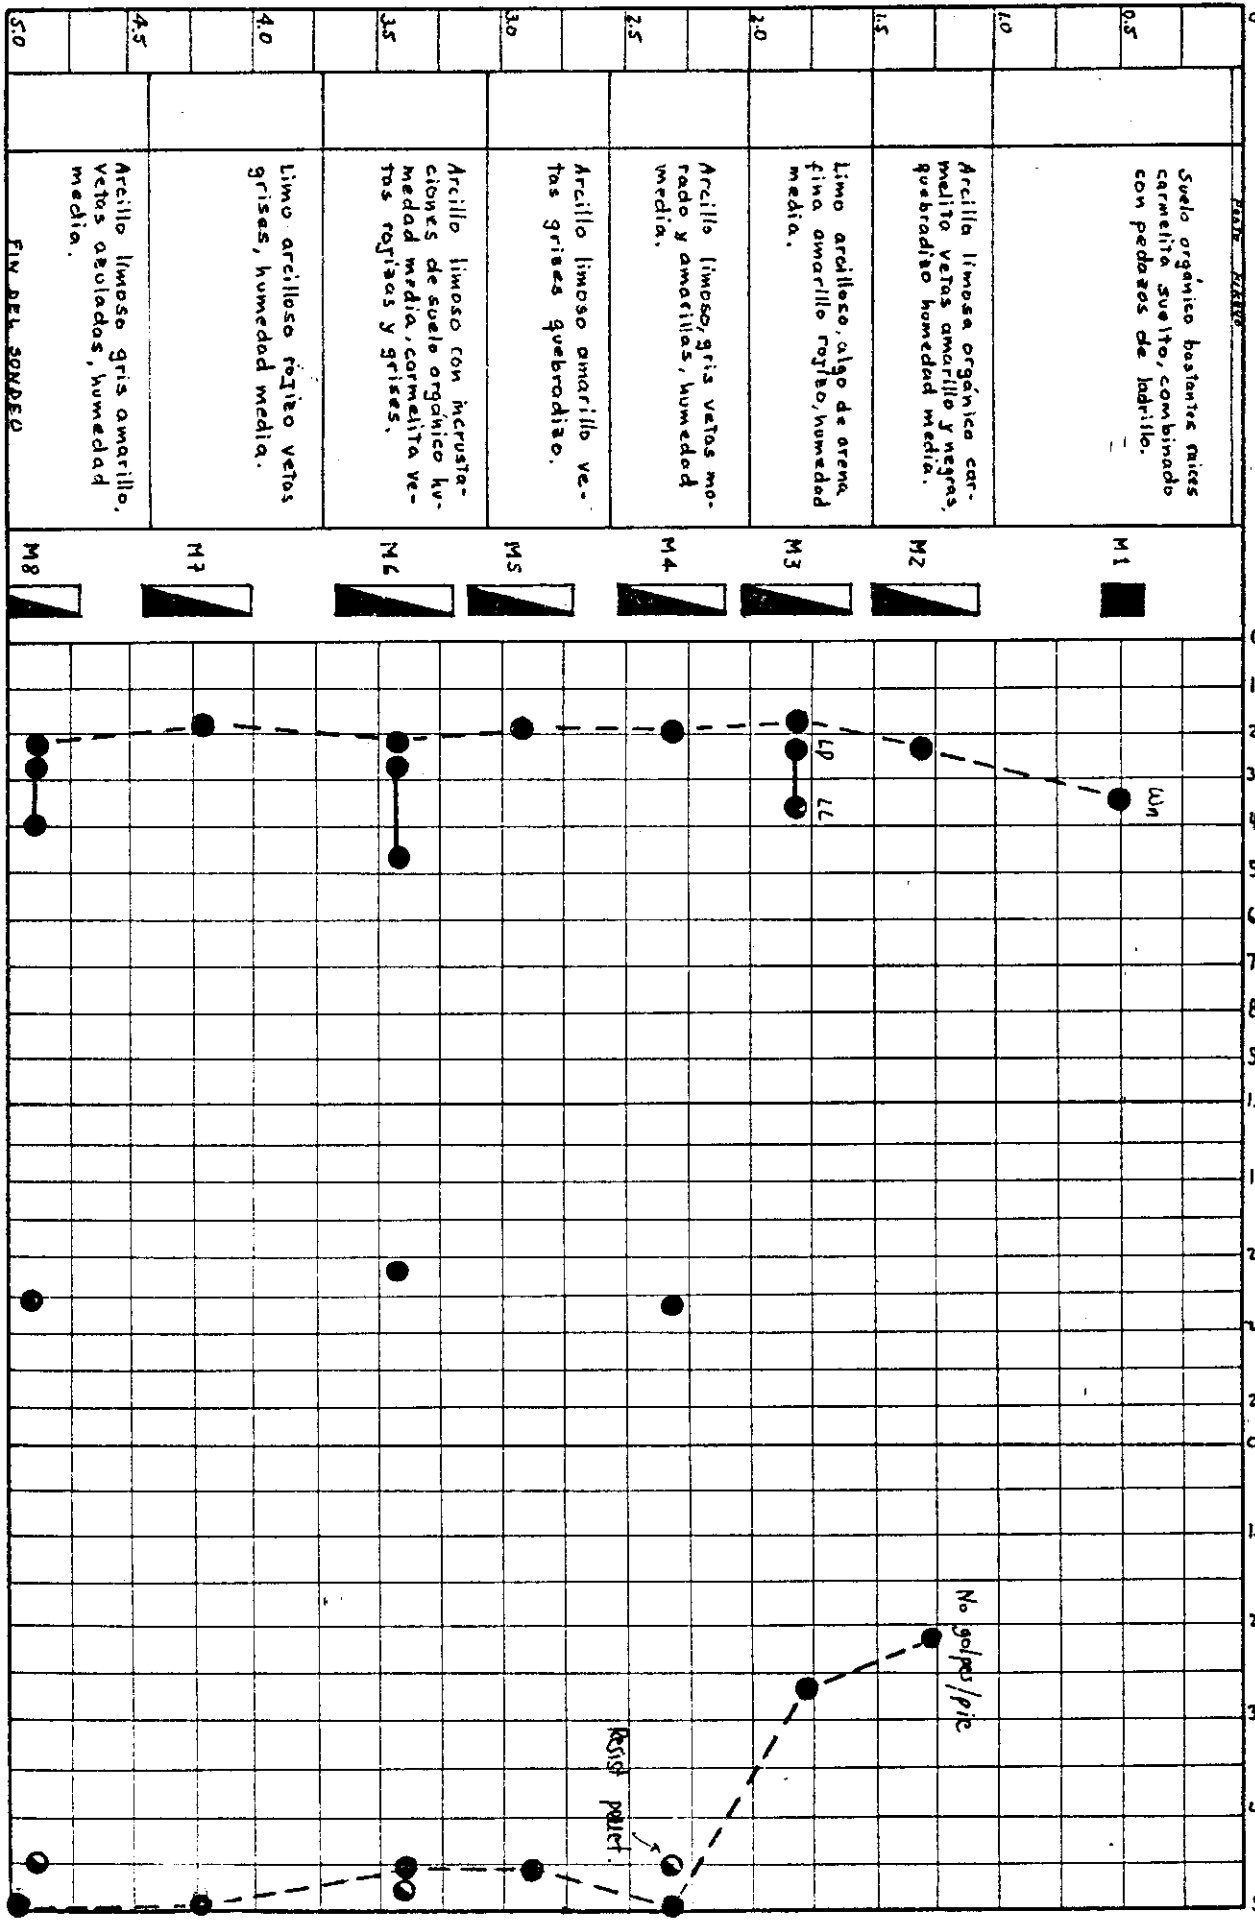 0.5
1.0
1.5
2.0
2.5
3.0
3.5
4.0
4.5
5.0
Suelo orgánico bastantes raices
carmelita suelto, combinado
con pedazos de ladrillo.
Arcilla limosa orgánico car-
melito vetas amarillo y negras,
quebradizo humedad media.
Limo arcilloso, algo de arena
fina amarillo rojizo, humedad
media.
Arcillo limoso, gris vetas mo-
rado y amarillas, humedad
media.
Arcillo limoso amarillo ve-
tas grises quebradizo.
Arcillo limoso con incrusta-
ciones de suelo orgánico hu-
medad media, carmelita ve-
tas rojizas y grises.
Limo arcilloso rojizo vetas
grises, humedad media.
Arcillo limoso gris amarillo,
vetas azuladas, humedad
media.
FIN DEL SONDEO
M1
M2
M3
M4
M5
M6
M7
M8
Wn
LP
LL
No golpes/pie
Resist